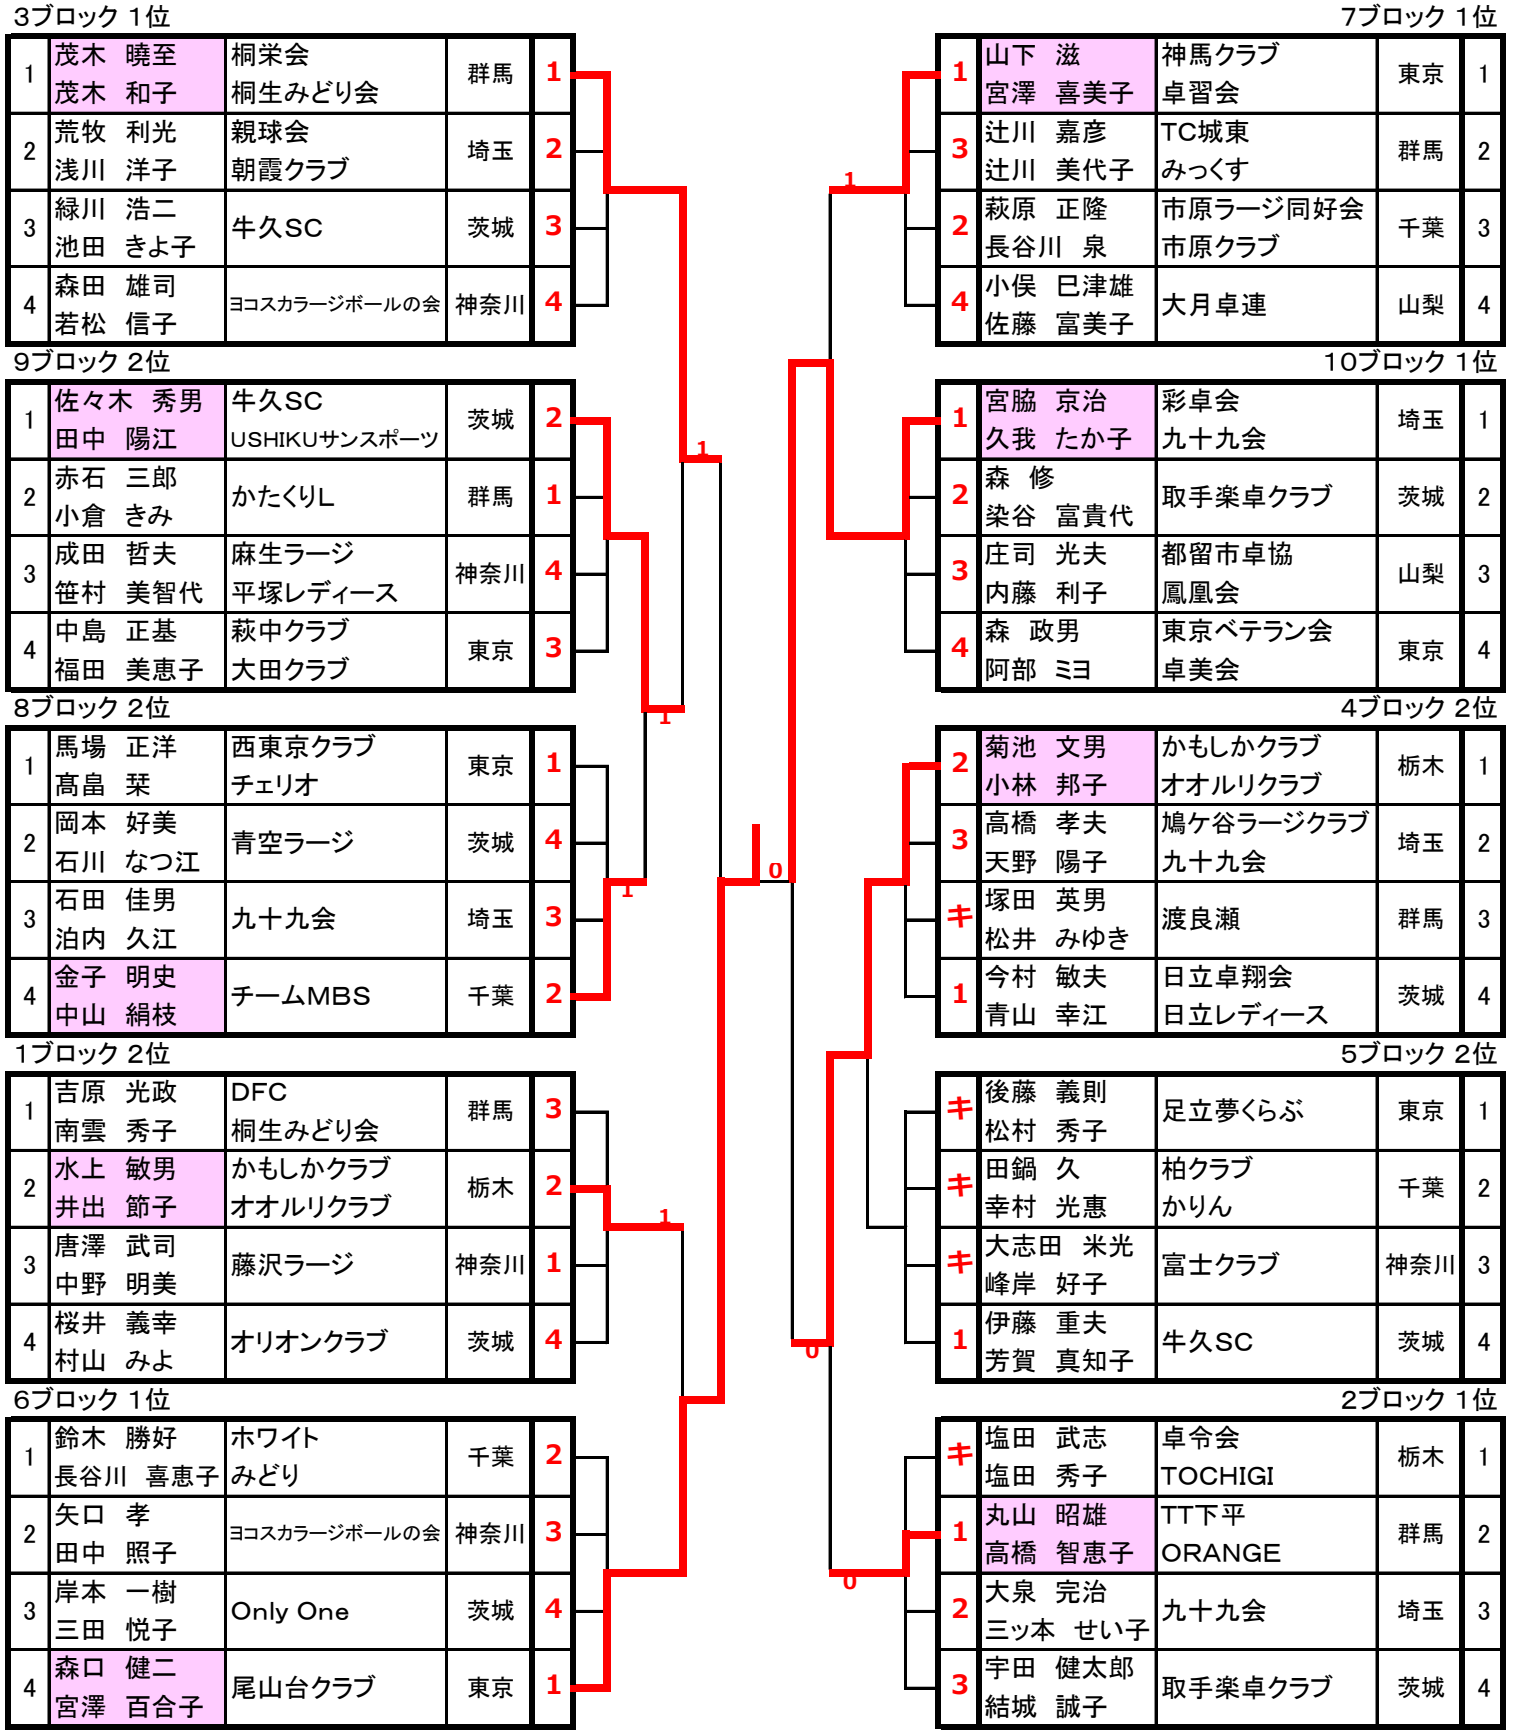 3ブロック 1位
1 茂木 曉至 桐栄会 群馬 1
茂木 和子 桐生みどり会
2 荒牧 利光 親球会 埼玉 2
浅川 洋子 朝霞クラブ
3 緑川 浩二 牛久SC 茨城 3
池田 きよ子
4 森田 雄司 ヨコスカラージボールの会 神奈川 4
若松 信子
9ブロック 2位
1 佐々木 秀男 牛久SC 茨城 2
田中 陽江 USHIKUサンスポーツ
2 赤石 三郎 かたくりL 群馬 1
小倉 きみ
3 成田 哲夫 麻生ラージ 神奈川 4
笹村 美智代 平塚レディース
4 中島 正基 萩中クラブ 東京 3
福田 美恵子 大田クラブ
8ブロック 2位
1 馬場 正洋 西東京クラブ 東京 1
髙畠 栞 チェリオ
2 岡本 好美 青空ラージ 茨城 4
石川 なつ江
3 石田 佳男 九十九会 埼玉 3
泊内 久江
4 金子 明史 チームMBS 千葉 2
中山 絹枝
1ブロック 2位
1 吉原 光政 DFC 群馬 3
南雲 秀子 桐生みどり会
2 水上 敏男 かもしかクラブ 栃木 2
井出 節子 オオルリクラブ
3 唐澤 武司 藤沢ラージ 神奈川 1
中野 明美
4 桜井 義幸 オリオンクラブ 茨城 4
村山 みよ
6ブロック 1位
1 鈴木 勝好 ホワイト 千葉 2
長谷川 喜恵子 みどり
2 矢口 孝 ヨコスカラージボールの会 神奈川 3
田中 照子
3 岸本 一樹 Only One 茨城 4
三田 悦子
4 森口 健二 尾山台クラブ 東京 1
宮澤 百合子
1
1
1
1
0
1
0
0
7ブロック 1位
1 山下 滋 神馬クラブ 東京 1
宮澤 喜美子 卓習会
3 辻川 嘉彦 TC城東 群馬 2
辻川 美代子 みっくす
2 萩原 正隆 市原ラージ同好会 千葉 3
長谷川 泉 市原クラブ
4 小俣 巳津雄 大月卓連 山梨 4
佐藤 富美子
10ブロック 1位
1 宮脇 京治 彩卓会 埼玉 1
久我 たか子 九十九会
2 森 修 取手楽卓クラブ 茨城 2
染谷 富貴代
3 庄司 光夫 都留市卓協 山梨 3
内藤 利子 鳳凰会
4 森 政男 東京ベテラン会 東京 4
阿部 ミヨ 卓美会
4ブロック 2位
2 菊池 文男 かもしかクラブ 栃木 1
小林 邦子 オオルリクラブ
3 高橋 孝夫 鳩ケ谷ラージクラブ 埼玉 2
天野 陽子 九十九会
キ 塚田 英男 渡良瀬 群馬 3
松井 みゆき
1 今村 敏夫 日立卓翔会 茨城 4
青山 幸江 日立レディース
5ブロック 2位
キ 後藤 義則 足立夢くらぶ 東京 1
松村 秀子
キ 田鍋 久 柏クラブ 千葉 2
幸村 光惠 かりん
キ 大志田 米光 富士クラブ 神奈川 3
峰岸 好子
1 伊藤 重夫 牛久SC 茨城 4
芳賀 真知子
2ブロック 1位
キ 塩田 武志 卓令会 栃木 1
塩田 秀子 TOCHIGI
1 丸山 昭雄 TT下平 群馬 2
高橋 智恵子 ORANGE
2 大泉 完治 九十九会 埼玉 3
三ッ本 せい子
3 宇田 健太郎 取手楽卓クラブ 茨城 4
結城 誠子